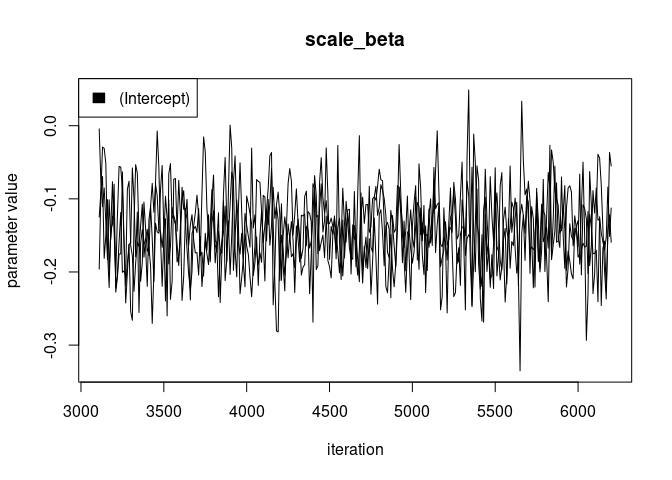 scale_beta
(Intercept)
parameter value
0.0
-0.1
-0.2
-0.3
3000 3500 4000 4500 5000 5500 6000
iteration